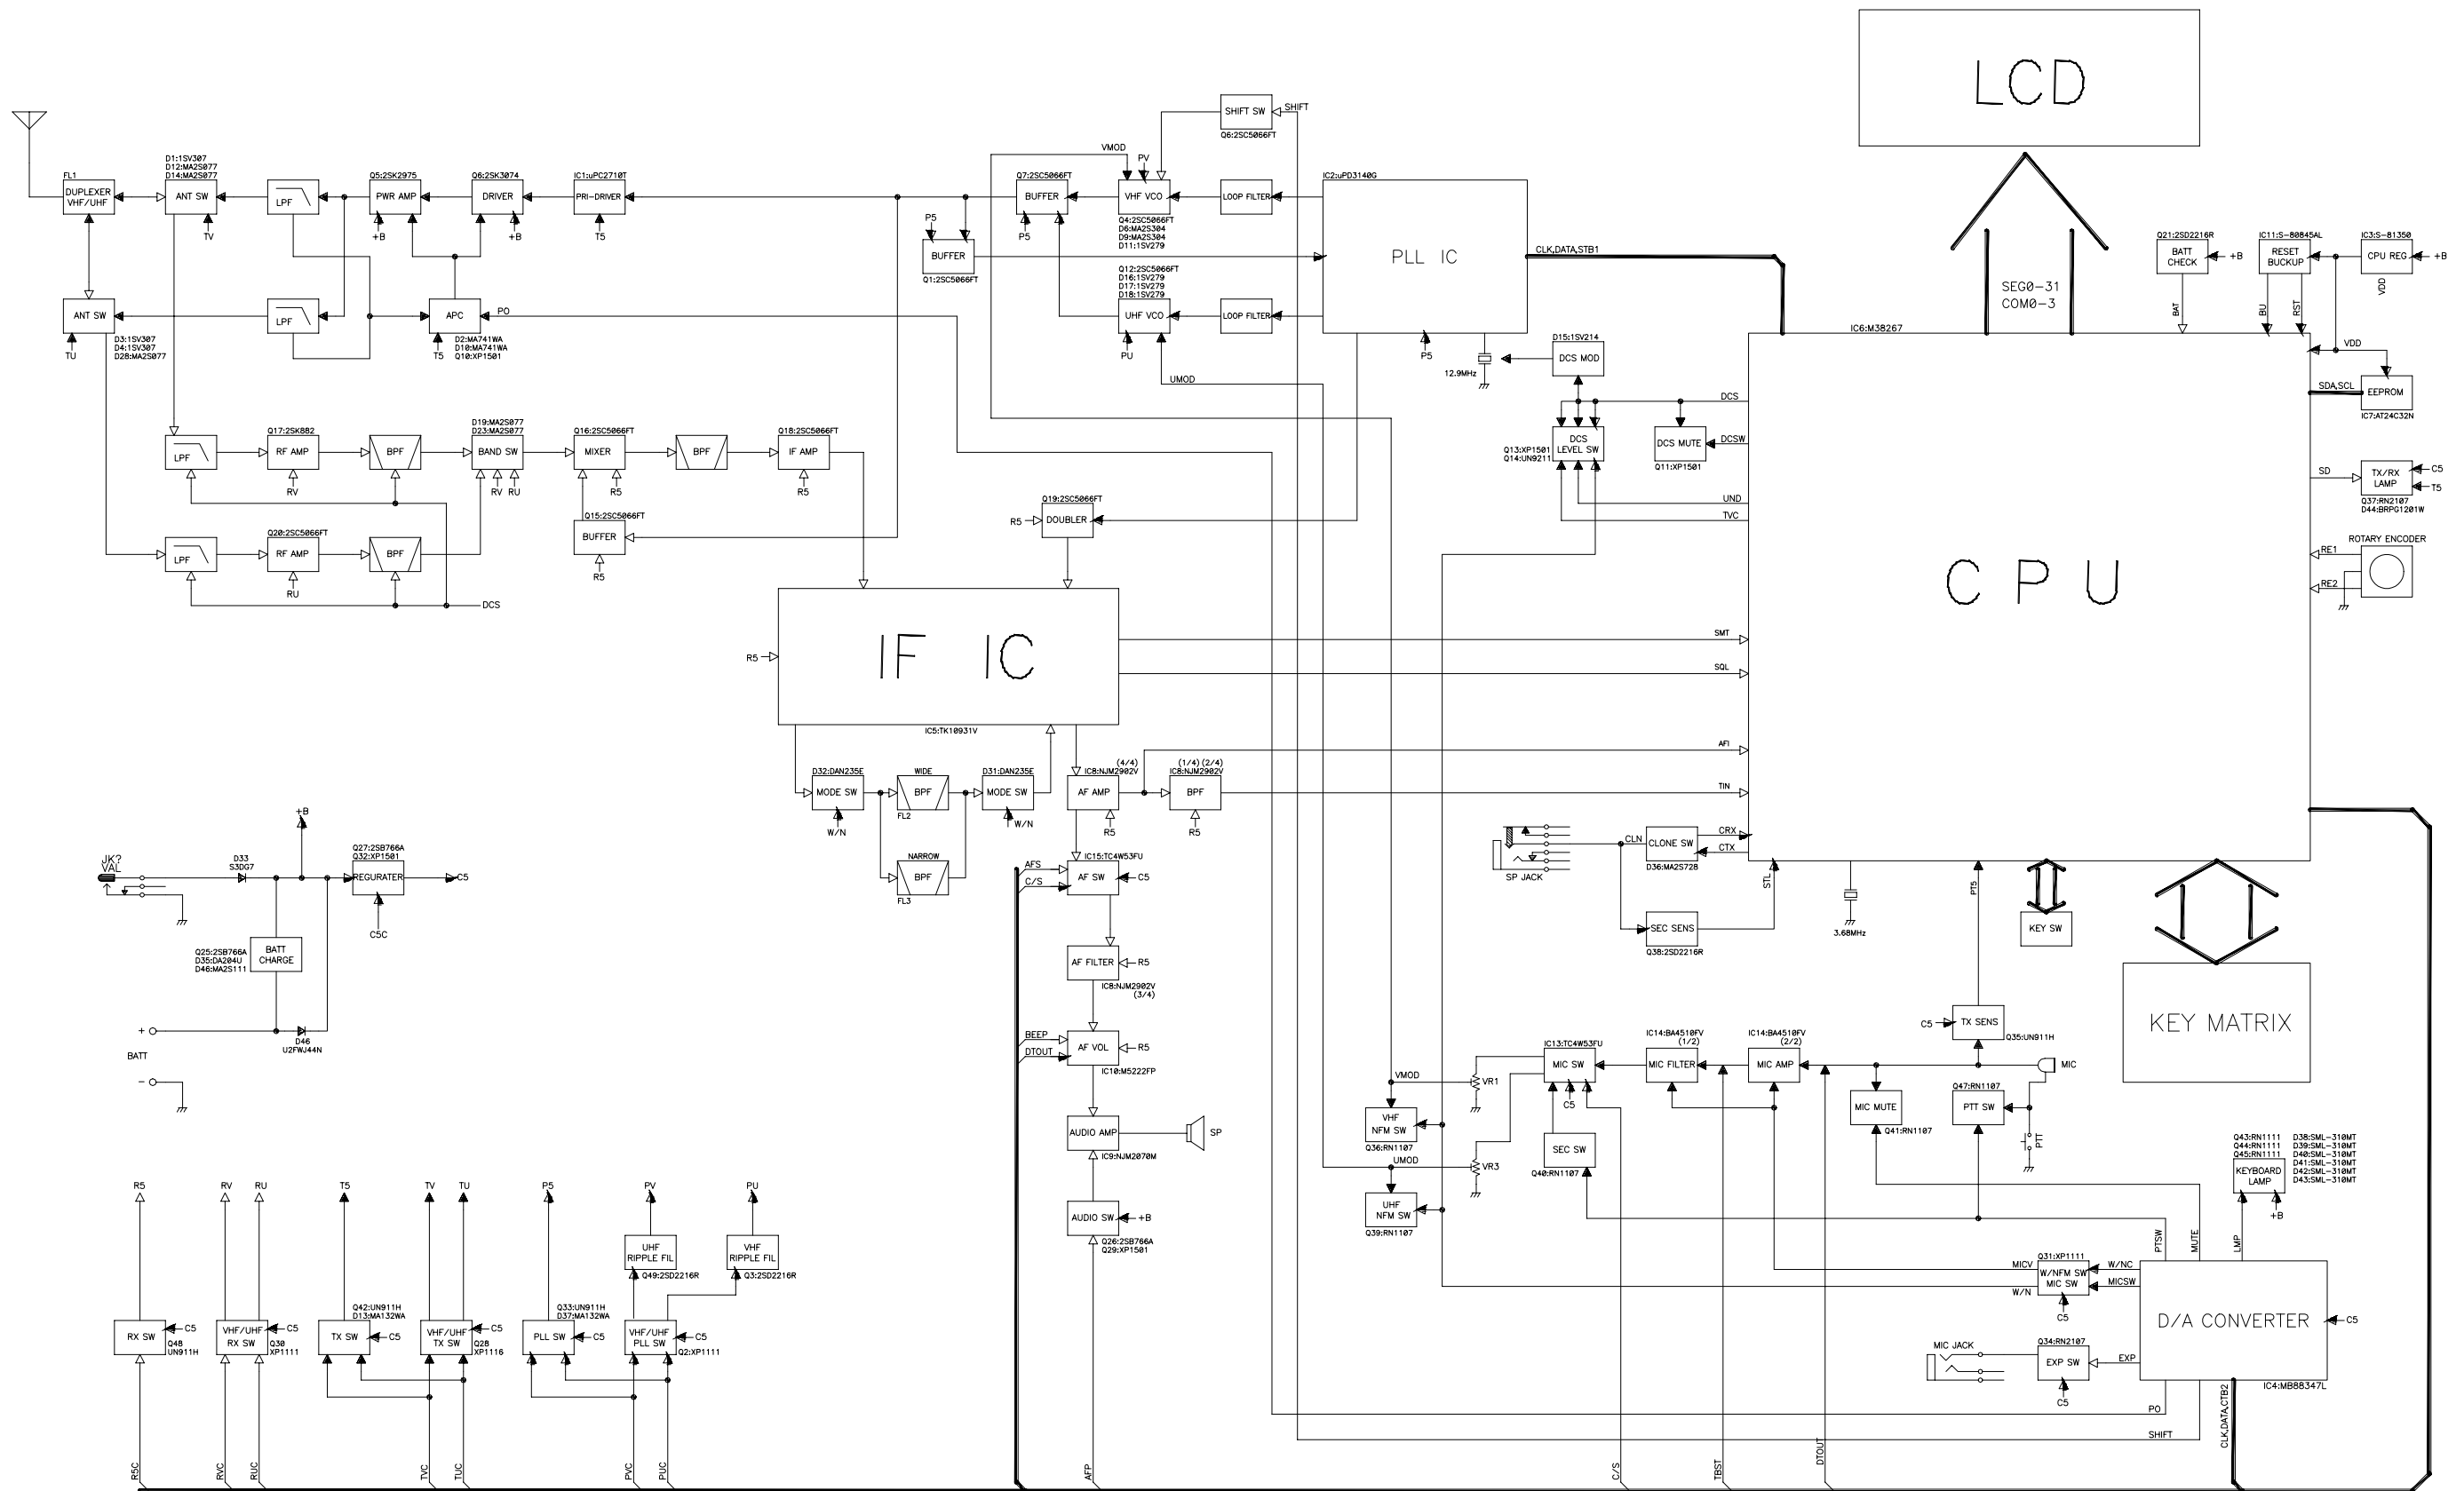 LCD
SHIFT SW
SHIFT
Q6:2SC5066FT
VMOD
PV
FL1
DUPLEXER
VHF/UHF
D1:1SV307
D12:MA2S077
D14:MA2S077
ANT SW
TV
LPF
Q5:2SK2975
PWR AMP
+B
Q6:2SK3074
DRIVER
+B
IC1:uPC2710T
PRI-DRIVER
T5
Q7:2SC5066FT
BUFFER
P5
VHF VCO
Q4:2SC5066FT
D6:MA2S304
D9:MA2S304
D11;1SV279
LOOP FILTER
IC2:uPD3140G
PLL IC
P5
BUFFER
Q1:2SC5066FT
CLK,DATA,STB1
Q12:2SC5066FT
D16:1SV279
D17:1SV279
D18:1SV279
UHF VCO
PU
LOOP FILTER
P5
12.9MHz
UMOD
ANT SW
TU
D3:1SV307
D4:1SV307
D28:MA2S077
LPF
APC
PO
T5
D2:MA741WA
D10:MA741WA
Q10:XP1501
SEG0-31
COM0-3
Q21:2SD2216R
BATT
CHECK
+B
BAT
IC11:S-80845AL
RESET
BUCKUP
BU
RST
IC3:S-81350
CPU REG
+B
VDD
IC6:M38267
VDD
SDA,SCL
EEPROM
IC7:AT24C32N
D15:1SV214
DCS MOD
DCS
DCS
LEVEL SW
Q13:XP1501
Q14:UN9211
DCS MUTE
DCSW
Q11:XP1501
UND
TVC
SD
TX/RX
LAMP
C5
T5
Q37:RN2107
D44:BRPG1201W
ROTARY ENCODER
RE1
RE2
CPU
LPF
Q17:2SK882
RF AMP
RV
BPF
D19:MA2S077
D23:MA2S077
BAND SW
RV
RU
Q16:2SC5066FT
MIXER
R5
BPF
Q18:2SC5066FT
IF AMP
R5
Q15:2SC5066FT
BUFFER
R5
Q19:2SC5066FT
R5
DOUBLER
LPF
Q20:2SC5066FT
RF AMP
RU
BPF
DCS
R5
IF IC
IC5:TK10931V
SMT
SQL
AFI
TIN
D32:DAN235E
MODE SW
W/N
WIDE
BPF
FL2
NARROW
BPF
FL3
D31:DAN235E
MODE SW
W/N
(4/4)
IC8:NJM2902V
AF AMP
R5
(1/4) (2/4)
IC8:NJM2902V
BPF
R5
AFS
C/S
IC15:TC4W53FU
AF SW
C5
AF FILTER
R5
IC8:NJM2902V
(3/4)
BEEP
DTOUT
AF VOL
R5
IC10:M5222FP
AUDIO AMP
SP
IC9:NJM2070M
AUDIO SW
+B
Q26:2SB766A
Q29:XP1501
AFP
SP JACK
CLN
CLONE SW
CRX
CTX
D36:MA2S728
STL
SEC SENS
Q38:2SD2216R
3.68MHz
PTS
KEY SW
KEY MATRIX
JK?
VAL
D33
S3DG7
+B
Q27:2SB766A
Q32:XP1501
REGURATER
C5
C5C
Q25:2SB766A
D35:DA204U
D46:MA2S111
BATT
CHARGE
+
BATT
D46
U2FWJ44N
-
C5
TX SENS
Q35:UN911H
MIC
IC14:BA4510FV
(2/2)
MIC AMP
IC14:BA4510FV
(1/2)
MIC FILTER
IC13:TC4W53FU
MIC SW
C5
VMOD
VR1
VHF
NFM SW
Q36:RN1107
SEC SW
Q40:RN1107
UMOD
VR3
UHF
NFM SW
Q39:RN1107
MIC MUTE
Q41:RN1107
Q47:RN1107
PTT SW
PTT
Q43:RN1111
Q44:RN1111
Q45:RN1111
D38:SML-310MT
D39:SML-310MT
D40:SML-310MT
D41:SML-310MT
D42:SML-310MT
D43:SML-310MT
KEYBOARD
LAMP
+B
PTSW
MUTE
LMP
Q31:XP1111
MICV
W/NFM SW
MIC SW
W/NC
MICSW
W/N
C5
D/A CONVERTER
C5
IC4:MB88347L
MIC JACK
Q34:RN2107
EXP SW
EXP
C5
PO
SHIFT
CLK,DATA,CTB2
C/S
TBST
DTOUT
R5
RV
RU
T5
TV
TU
P5
PV
PU
UHF
RIPPLE FIL
Q49:2SD2216R
VHF
RIPPLE FIL
Q3:2SD2216R
RX SW
C5
Q48
UN911H
VHF/UHF
RX SW
C5
Q30
XP1111
Q42:UN911H
D13:MA132WA
TX SW
C5
VHF/UHF
TX SW
C5
Q28
XP1116
Q33:UN911H
D37:MA132WA
PLL SW
C5
VHF/UHF
PLL SW
C5
Q2:XP1111
R5C
RVC
RUC
TVC
TUC
PVC
PUC